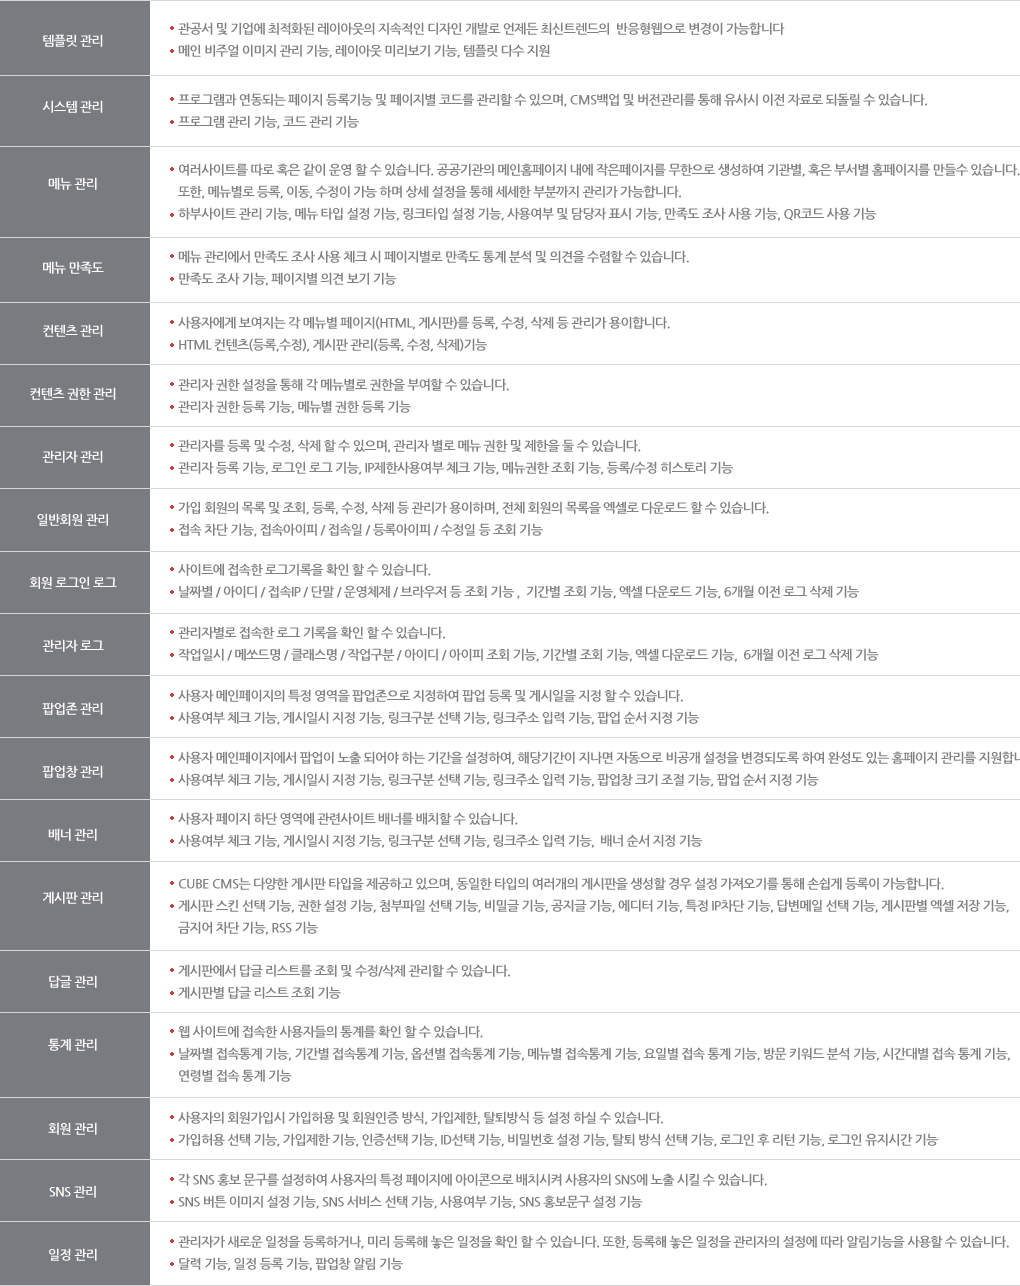 템플릿 관리
관공서 및 기업에 최적화된 레이아웃의 지속적인 디자인 개발로 언제든 최신트렌드의 반응형웹으로 변경이 가능합니다
메인 비주얼 이미지 관리 기능, 레이아웃 미리보기 기능, 템플릿 다수 지원
시스템 관리
프로그램과 연동되는 페이지 등록기능 및 페이지별 코드를 관리할 수 있으며, CMS백업 및 버전관리를 통해 유사시 이전 자료로 되돌릴 수 있습니다.
프로그램 관리 기능, 코드 관리 기능
메뉴 관리
여러사이트를 따로 혹은 같이 운영 할 수 있습니다. 공공기관의 메인홈페이지 내에 작은페이지를 무한으로 생성하여 기관별, 혹은 부서별 홈페이지를 만들수 있습니다.
또한, 메뉴별로 등록, 이동, 수정이 가능 하며 상세 설정을 통해 세세한 부분까지 관리가 가능합니다.
하부사이트 관리 기능, 메뉴 타입 설정 기능, 링크타입 설정 기능, 사용여부 및 담당자 표시 기능, 만족도 조사 사용 기능, QR코드 사용 기능
메뉴 만족도
메뉴 관리에서 만족도 조사 사용 체크 시 페이지별로 만족도 통계 분석 및 의견을 수렴할 수 있습니다.
만족도 조사 기능, 페이지별 의견 보기 기능
컨텐츠 관리
사용자에게 보여지는 각 메뉴별 페이지(HTML, 게시판)를 등록, 수정, 삭제 등 관리가 용이합니다.
HTML 컨텐츠(등록,수정), 게시판 관리(등록, 수정, 삭제)기능
컨텐츠 권한 관리
관리자 권한 설정을 통해 각 메뉴별로 권한을 부여할 수 있습니다.
관리자 권한 등록 기능, 메뉴별 권한 등록 기능
관리자 관리
관리자를 등록 및 수정, 삭제 할 수 있으며, 관리자 별로 메뉴 권한 및 제한을 둘 수 있습니다.
관리자 등록 기능, 로그인 로그 기능, IP제한사용여부 체크 기능, 메뉴권한 조회 기능, 등록/수정 히스토리 기능
일반회원 관리
가입 회원의 목록 및 조회, 등록, 수정, 삭제 등 관리가 용이하며, 전체 회원의 목록을 엑셀로 다운로드 할 수 있습니다.
접속 차단 기능, 접속아이피 / 접속일 / 등록아이피 / 수정일 등 조회 기능
회원 로그인 로그
사이트에 접속한 로그기록을 확인 할 수 있습니다.
날짜별 / 아이디 / 접속IP / 단말 / 운영체제 / 브라우저 등 조회 기능 , 기간별 조회 기능, 엑셀 다운로드 기능, 6개월 이전 로그 삭제 기능
관리자 로그
관리자별로 접속한 로그 기록을 확인 할 수 있습니다.
작업일시 / 메쏘드명 / 클래스명 / 작업구분 / 아이디 / 아이피 조회 기능, 기간별 조회 기능, 엑셀 다운로드 기능, 6개월 이전 로그 삭제 기능
팝업존 관리
사용자 메인페이지의 특정 영역을 팝업존으로 지정하여 팝업 등록 및 게시일을 지정 할 수 있습니다.
사용여부 체크 기능, 게시일시 지정 기능, 링크구분 선택 기능, 링크주소 입력 기능, 팝업 순서 지정 기능
팝업창 관리
사용자 메인페이지에서 팝업이 노출 되어야 하는 기간을 설정하여, 해당기간이 지나면 자동으로 비공개 설정을 변경되도록 하여 완성도 있는 홈페이지 관리를 지원합니
사용여부 체크 기능, 게시일시 지정 기능, 링크구분 선택 기능, 링크주소 입력 기능, 팝업창 크기 조절 기능, 팝업 순서 지정 기능
배너 관리
사용자 페이지 하단 영역에 관련사이트 배너를 배치할 수 있습니다.
사용여부 체크 기능, 게시일시 지정 기능, 링크구분 선택 기능, 링크주소 입력 기능, 배너 순서 지정 기능
게시판 관리
CUBE CMS는 다양한 게시판 타입을 제공하고 있으며, 동일한 타입의 여러개의 게시판을 생성할 경우 설정 가져오기를 통해 손쉽게 등록이 가능합니다.
게시판 스킨 선택 기능, 권한 설정 기능, 첨부파일 선택 기능, 비밀글 기능, 공지글 기능, 에디터 기능, 특정 IP차단 기능, 답변메일 선택 기능, 게시판별 엑셀 저장 기능,
금지어 차단 기능, RSS 기능
답글 관리
게시판에서 답글 리스트를 조회 및 수정/삭제 관리할 수 있습니다.
게시판별 답글 리스트 조회 기능
통계 관리
웹 사이트에 접속한 사용자들의 통계를 확인 할 수 있습니다.
날짜별 접속통계 기능, 기간별 접속통계 기능, 옵션별 접속통계 기능, 메뉴별 접속통계 기능, 요일별 접속 통계 기능, 방문 키워드 분석 기능, 시간대별 접속 통계 기능,
연령별 접속 통계 기능
회원 관리
사용자의 회원가입시 가입허용 및 회원인증 방식, 가입제한, 탈퇴방식 등 설정 하실 수 있습니다.
가입허용 선택 기능, 가입제한 기능, 인증선택 기능, ID선택 기능, 비밀번호 설정 기능, 탈퇴 방식 선택 기능, 로그인 후 리턴 기능, 로그인 유지시간 기능
SNS 관리
각 SNS 홍보 문구를 설정하여 사용자의 특정 페이지에 아이콘으로 배치시켜 사용자의 SNS에 노출 시킬 수 있습니다.
SNS 버튼 이미지 설정 기능, SNS 서비스 선택 기능, 사용여부 기능, SNS 홍보문구 설정 기능
일정 관리
관리자가 새로운 일정을 등록하거나, 미리 등록해 놓은 일정을 확인 할 수 있습니다. 또한, 등록해 놓은 일정을 관리자의 설정에 따라 알림기능을 사용할 수 있습니다.
달력 기능, 일정 등록 기능, 팝업창 알림 기능